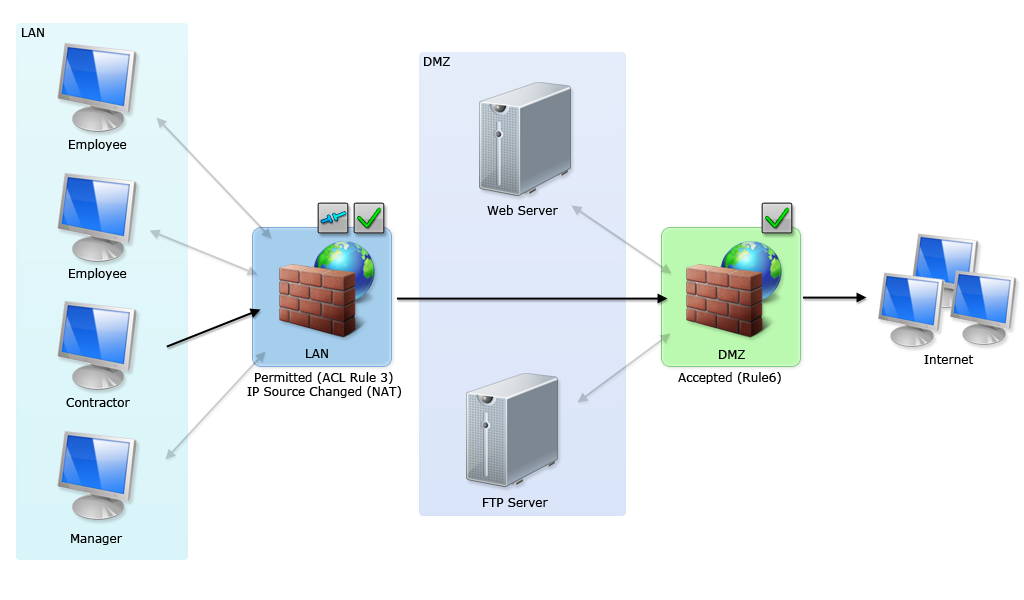 LAN
Employee
Employee
Contractor
Manager
LAN
Permitted (ACL Rule 3)
IP Source Changed (NAT)
DMZ
Web Server
FTP Server
DMZ
Accepted (Rule6)
Internet